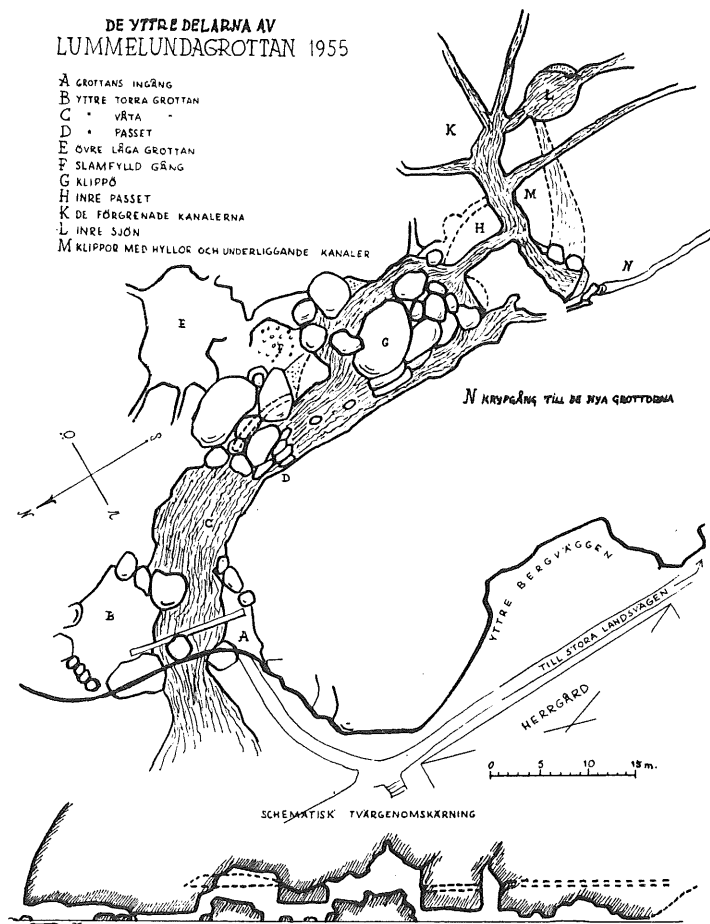 DE YTTRE DELARNA AV
LUMMELUNDAGROTTAN 1955
A GROTTANS INGÅNG
B YTTRE TORRA GROTTAN
C " VÅTA "
D " PASSET
E ÖVRE LÅGA GROTTAN
F SLAMFYLLD GÅNG
G KLIPPÖ
H INRE PASSET
K DE FÖRGRENADE KANALERNA
L INRE SJÖN
M KLIPPOR MED HYLLOR OCH UNDERLIGGANDE KANALER
K
L
M
H
N
E
F
G
N KRYPGÅNG TILL DE NYA GROTTORNA
Ö
S
N
V
D
C
B
A
YTTRE BERGVÄGGEN
TILL STORA LANDSVÄGEN
HERRGÅRD
0 5 10 15 m.
SCHEMATISK TVÄRGENOMSKÄRNING